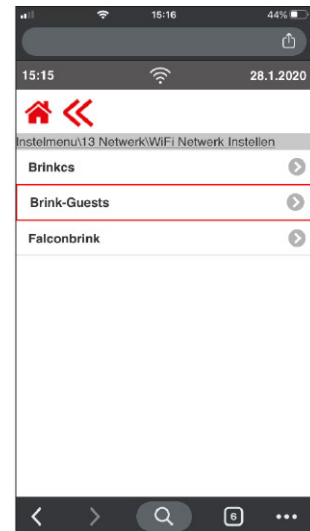 15:16 44%
15:15 28.1.2020
Instelmenu\13 Netwerk\WiFi Netwerk Instellen
Brinkcs
Brink-Guests
Falconbrink
6